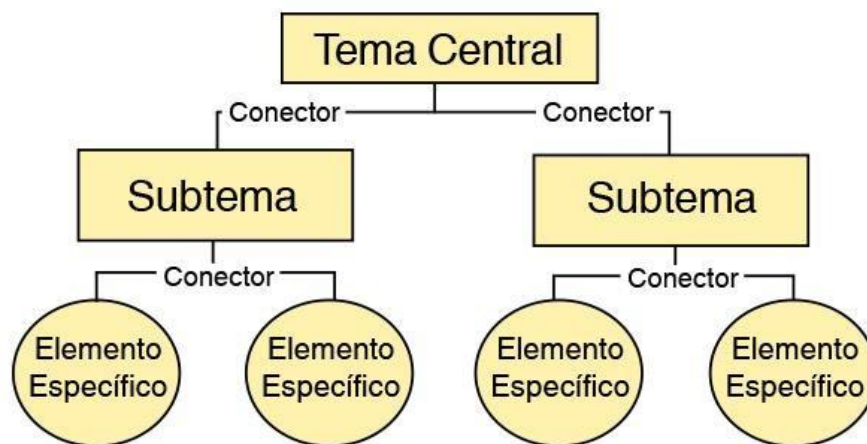 Tema Central
Conector
Conector
Subtema
Subtema
Conector
Conector
Elemento
Específico
Elemento
Específico
Elemento
Específico
Elemento
Específico